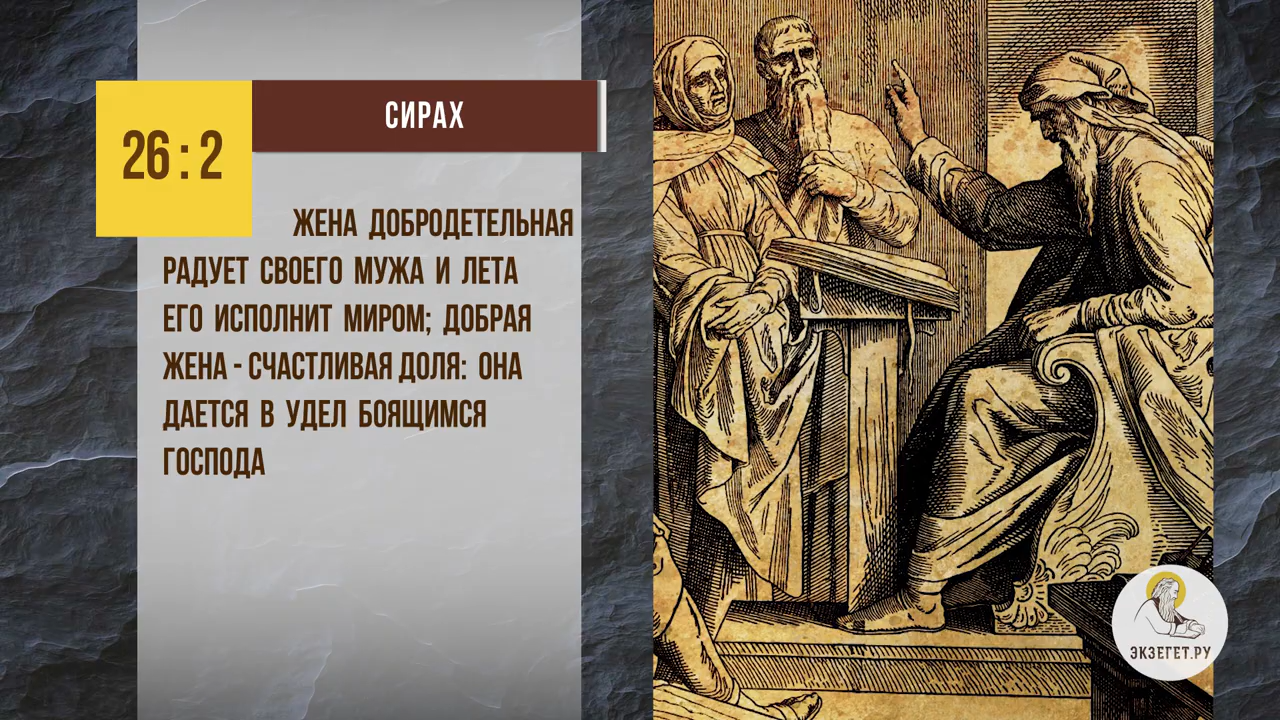 26:2
СИРАХ
ЖЕНА ДОБРОДЕТЕЛЬНАЯ
РАДУЕТ СВОЕГО МУЖА И ЛЕТА
ЕГО ИСПОЛНИТ МИРОМ; ДОБРАЯ
ЖЕНА - СЧАСТЛИВАЯ ДОЛЯ: ОНА
ДАЕТСЯ В УДЕЛ БОЯЩИМСЯ
ГОСПОДА
ЭКЗЕГЕТ.РУ